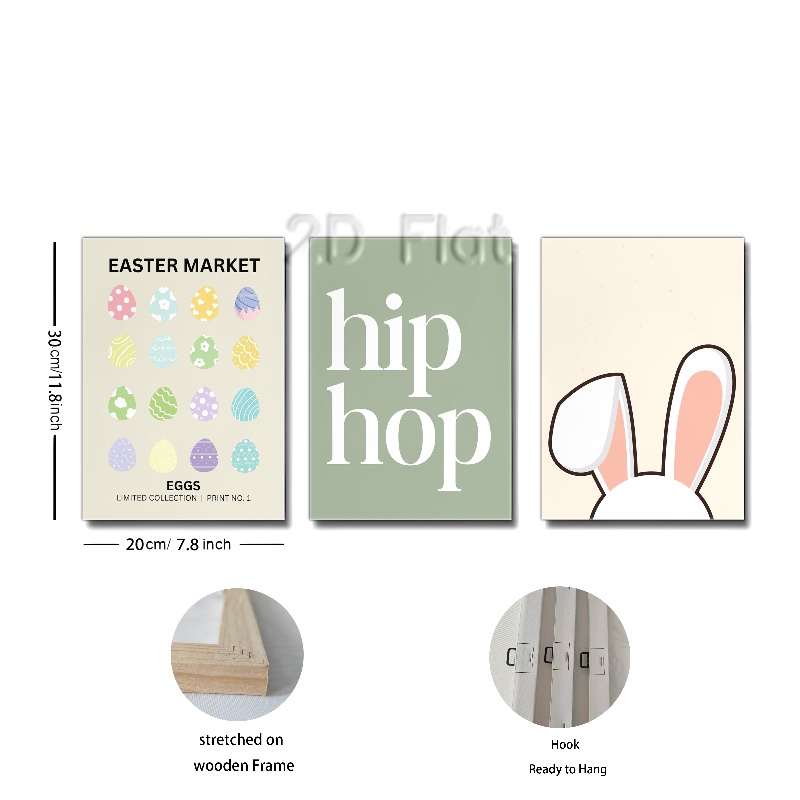 2D Flat
EASTER MARKET
EGGS
LIMITED COLLECTION | PRINT NO. 1
hip
hop
30cm/11.8inch
20cm/ 7.8 inch
stretched on
wooden Frame
Hook
Ready to Hang